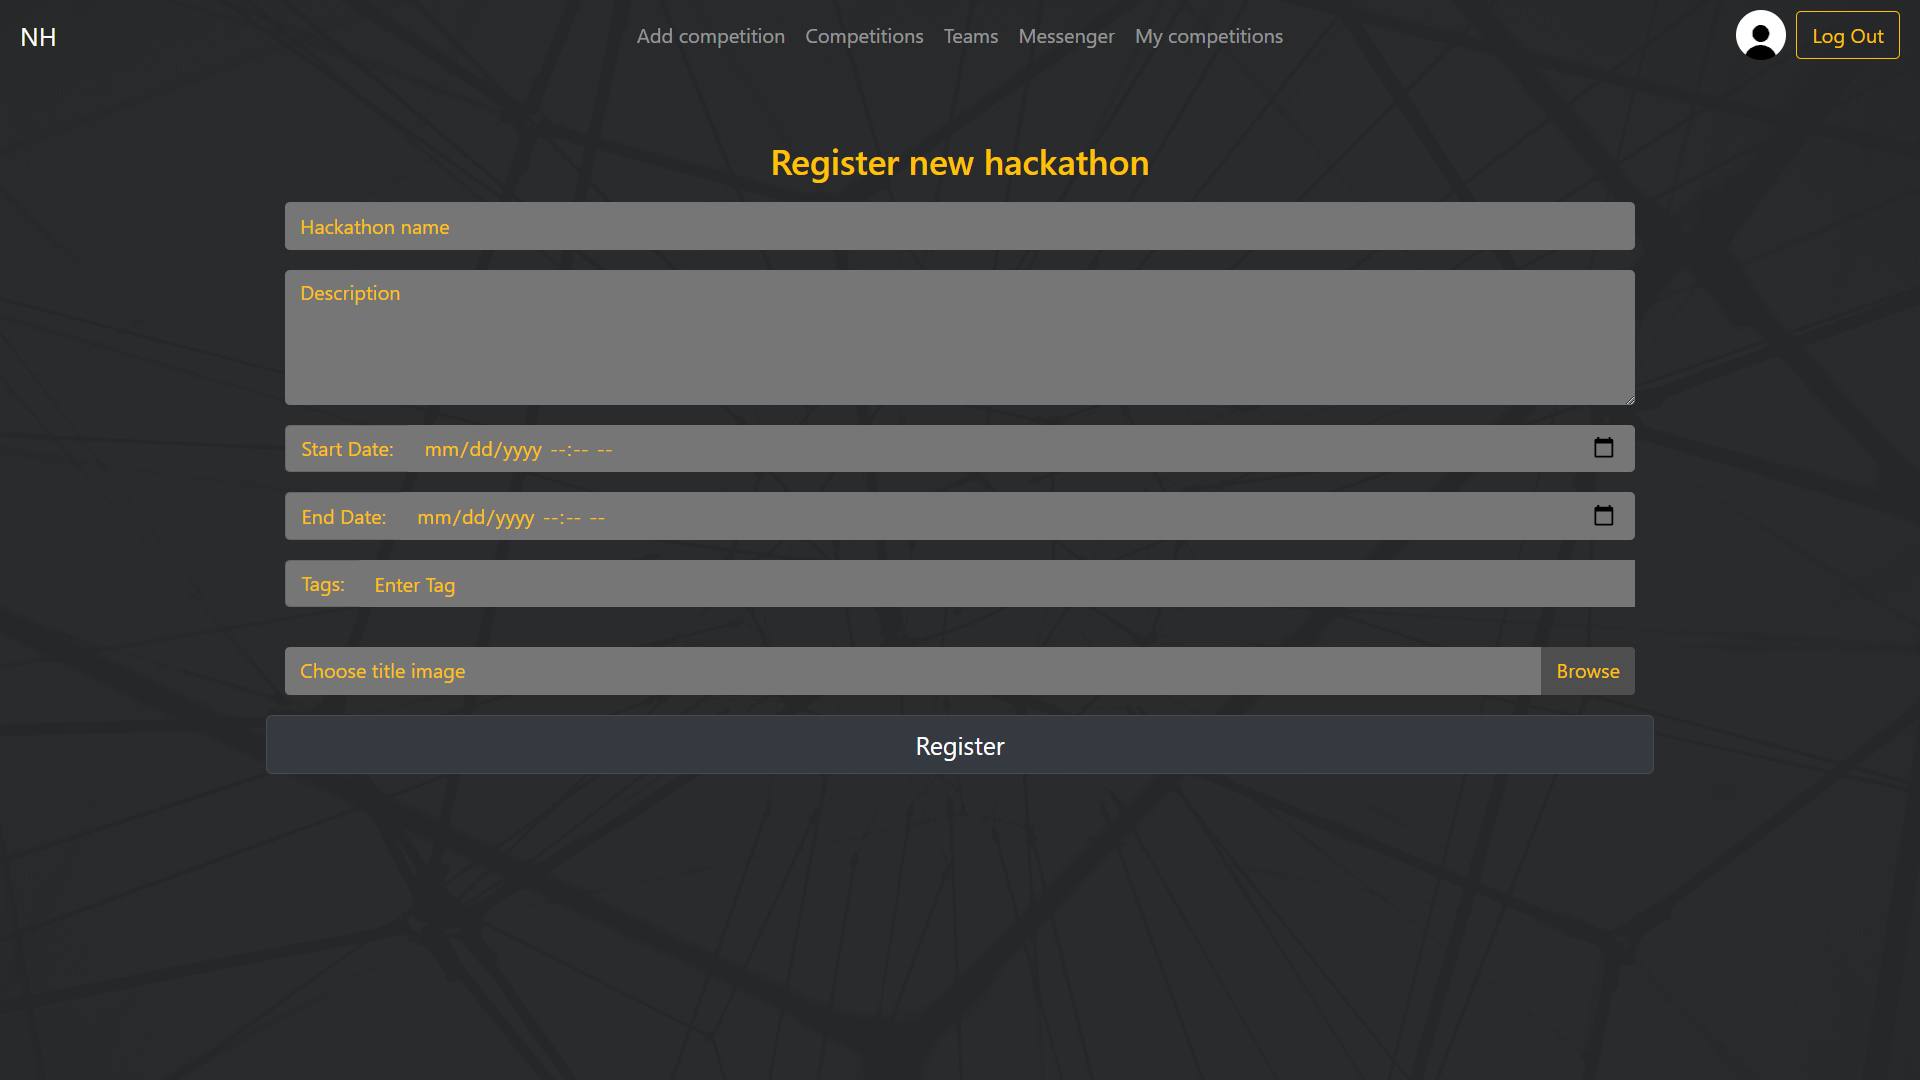 NH
Add competition Competitions Teams Messenger My competitions
Log Out
Register new hackathon
Hackathon name
Description
Start Date: mm/dd/yyyy --:-- --
End Date: mm/dd/yyyy --:-- --
Tags: Enter Tag
Choose title image Browse
Register